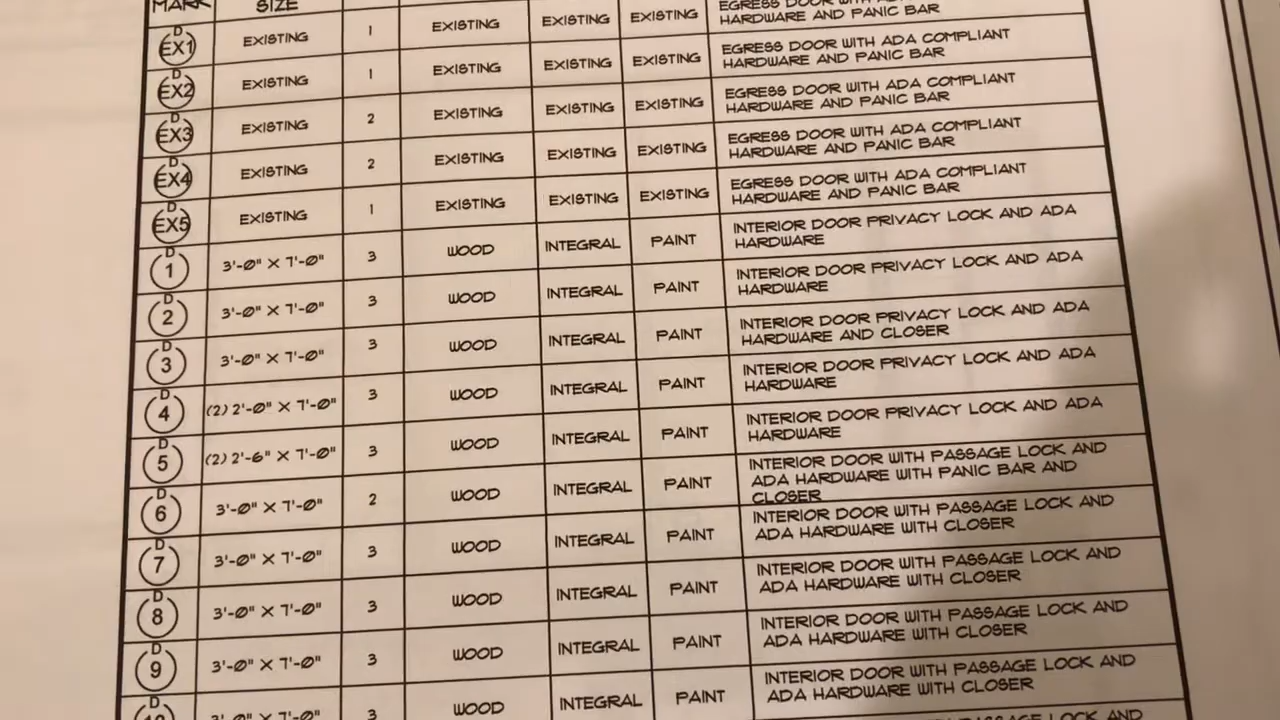 MARK SIZE
D EX1 EXISTING 1 EXISTING EXISTING EXISTING EGRESS DOOR WITH
HARDWARE AND PANIC BAR
D EX2 EXISTING 1 EXISTING EXISTING EXISTING EGRESS DOOR WITH ADA COMPLIANT
HARDWARE AND PANIC BAR
D EX3 EXISTING 2 EXISTING EXISTING EXISTING EGRESS DOOR WITH ADA COMPLIANT
HARDWARE AND PANIC BAR
D EX4 EXISTING 2 EXISTING EXISTING EXISTING EGRESS DOOR WITH ADA COMPLIANT
HARDWARE AND PANIC BAR
D EX5 EXISTING 1 EXISTING EXISTING EXISTING EGRESS DOOR WITH ADA COMPLIANT
HARDWARE AND PANIC BAR
D 1 3'-0" X 7'-0" 3 WOOD INTEGRAL PAINT INTERIOR DOOR PRIVACY LOCK AND ADA
HARDWARE
D 2 3'-0" X 7'-0" 3 WOOD INTEGRAL PAINT INTERIOR DOOR PRIVACY LOCK AND ADA
HARDWARE
D 3 3'-0" X 7'-0" 3 WOOD INTEGRAL PAINT INTERIOR DOOR PRIVACY LOCK AND ADA
HARDWARE AND CLOSER
D 4 (2) 2'-0" X 7'-0" 3 WOOD INTEGRAL PAINT INTERIOR DOOR PRIVACY LOCK AND ADA
HARDWARE
D 5 (2) 2'-6" X 7'-0" 3 WOOD INTEGRAL PAINT INTERIOR DOOR PRIVACY LOCK AND ADA
HARDWARE
D 6 3'-0" X 7'-0" 2 WOOD INTEGRAL PAINT INTERIOR DOOR WITH PASSAGE LOCK AND
ADA HARDWARE WITH PANIC BAR AND
CLOSER
D 7 3'-0" X 7'-0" 3 WOOD INTEGRAL PAINT INTERIOR DOOR WITH PASSAGE LOCK AND
ADA HARDWARE WITH CLOSER
D 8 3'-0" X 7'-0" 3 WOOD INTEGRAL PAINT INTERIOR DOOR WITH PASSAGE LOCK AND
ADA HARDWARE WITH CLOSER
D 9 3'-0" X 7'-0" 3 WOOD INTEGRAL PAINT INTERIOR DOOR WITH PASSAGE LOCK AND
ADA HARDWARE WITH CLOSER
D 10 3'-0" X 7'-0" 3 WOOD INTEGRAL PAINT INTERIOR DOOR WITH PASSAGE LOCK AND
ADA HARDWARE WITH CLOSER
LOCK AND